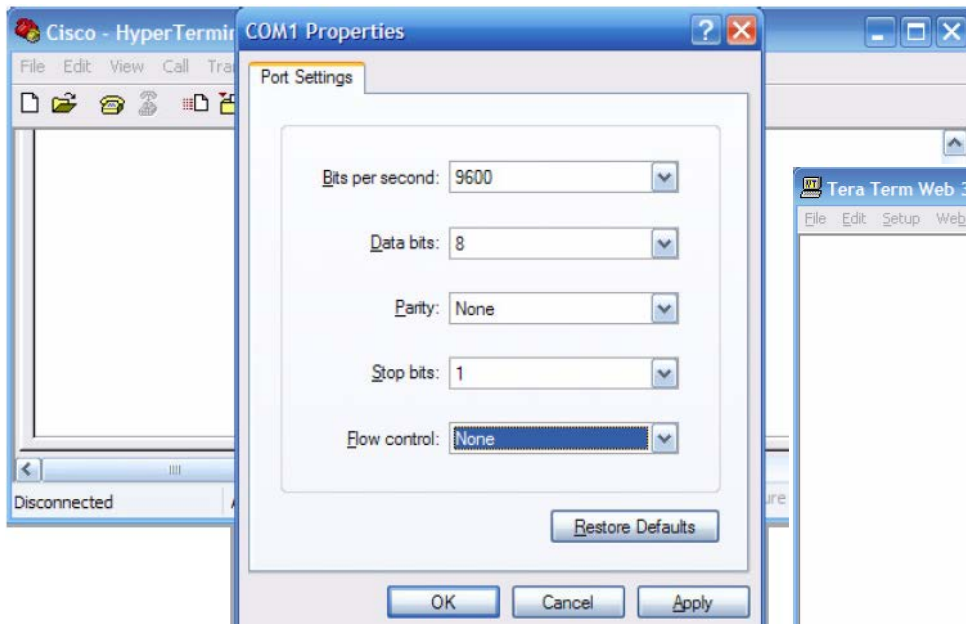 Cisco - HyperTermin
File Edit View Call Tra
Disconnected
COM1 Properties
Port Settings
Bits per second: 9600
Data bits: 8
Parity: None
Stop bits: 1
Flow control: None
Restore Defaults
OK Cancel Apply
Tera Term Web 3
File Edit Setup Web